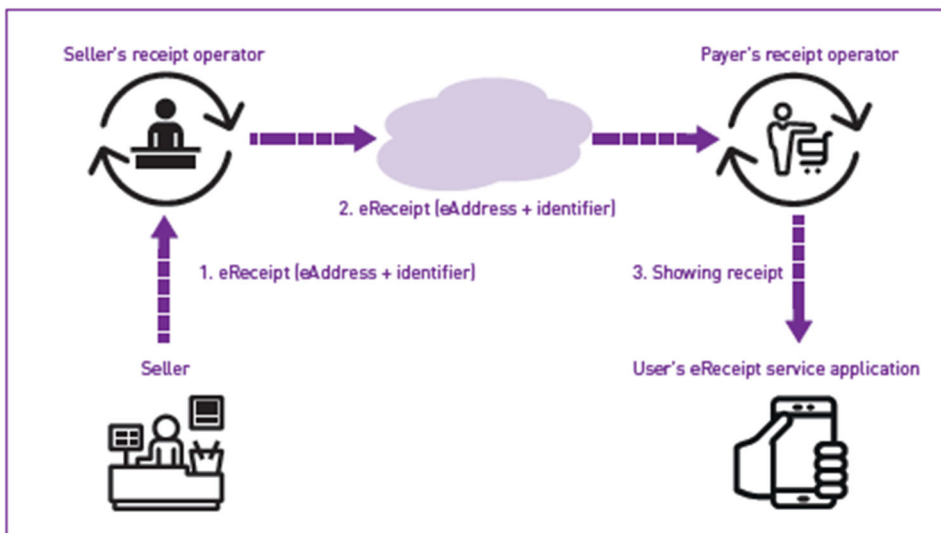 Seller's receipt operator
Payer's receipt operator
2. eReceipt (eAddress + identifier)
1. eReceipt (eAddress + identifier)
3. Showing receipt
Seller
User's eReceipt service application